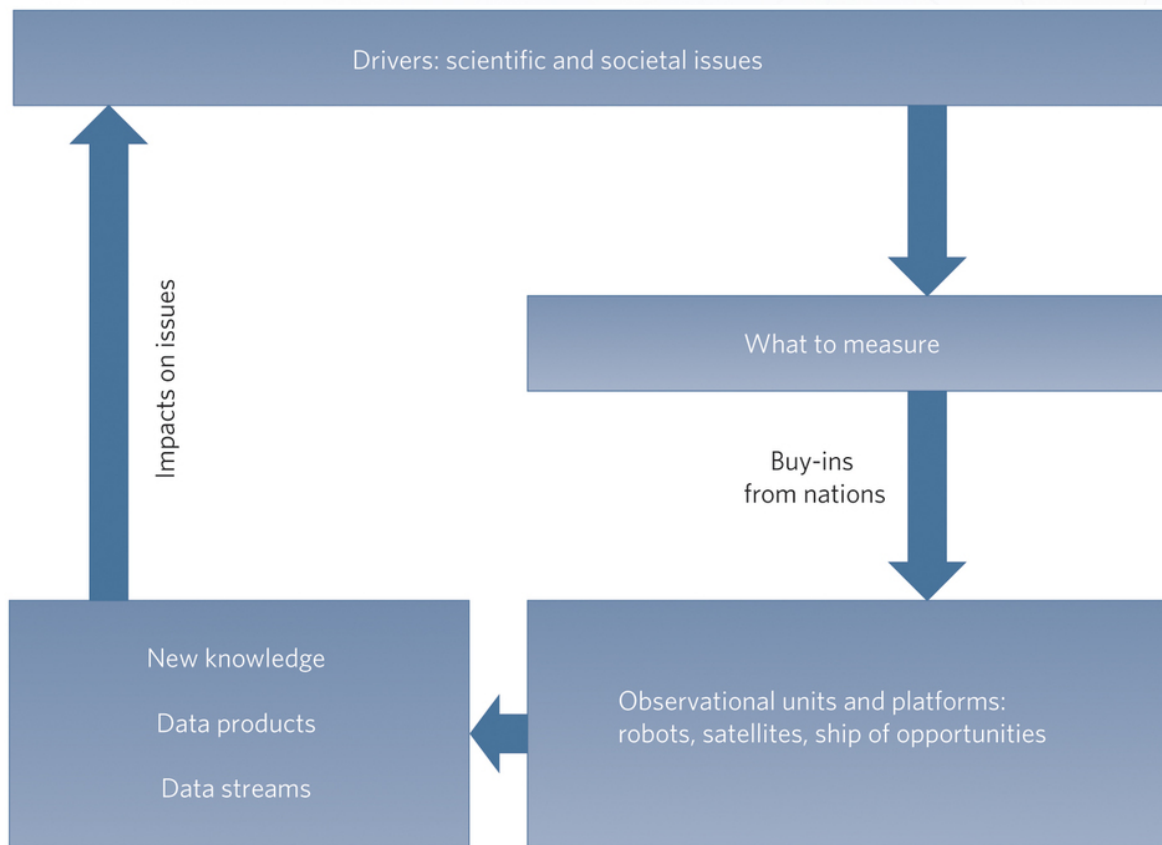 Drivers: scientific and societal issues
What to measure
Impacts on issues
Buy-ins
from nations
New knowledge
Data products
Data streams
Observational units and platforms:
robots, satellites, ship of opportunities